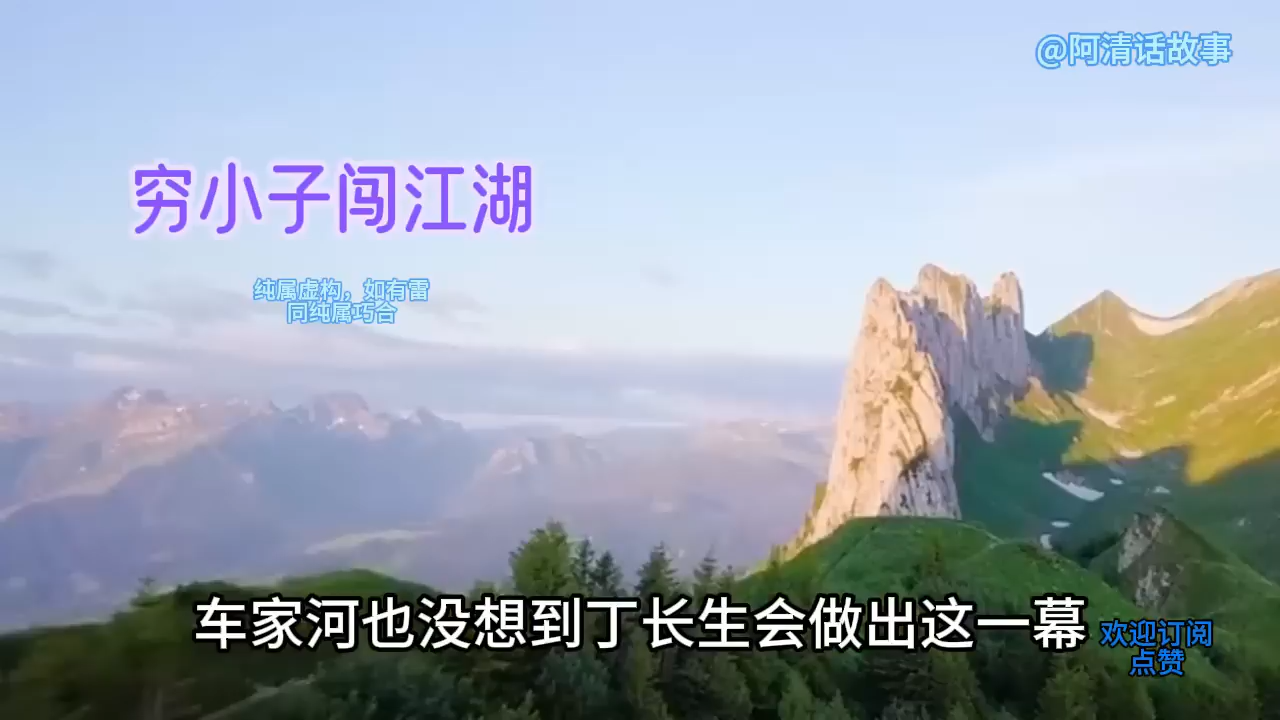 @阿清话故事
穷小子闯江湖
纯属虚构，如有雷
同纯属巧合
车家河也没想到丁长生会做出这一幕
欢迎订阅
点赞